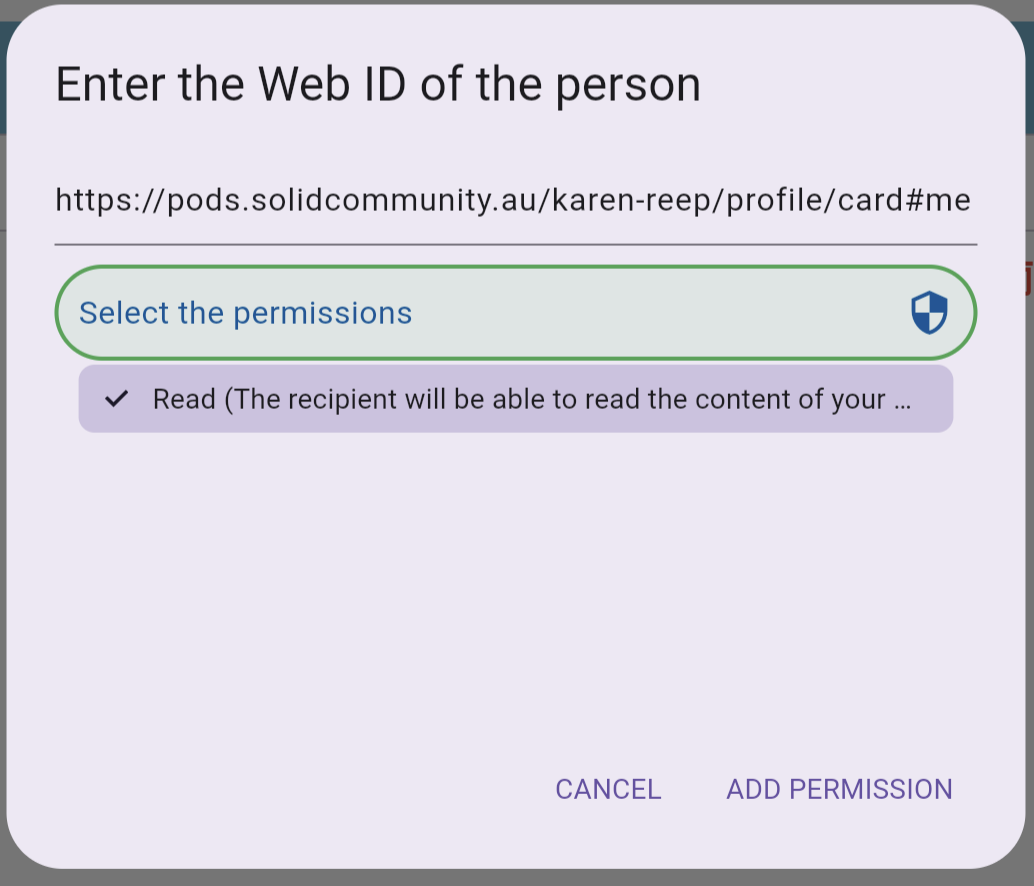 Enter the Web ID of the person
https://pods.solidcommunity.au/karen-reep/profile/card#me
Select the permissions
Read (The recipient will be able to read the content of your ...
CANCEL ADD PERMISSION